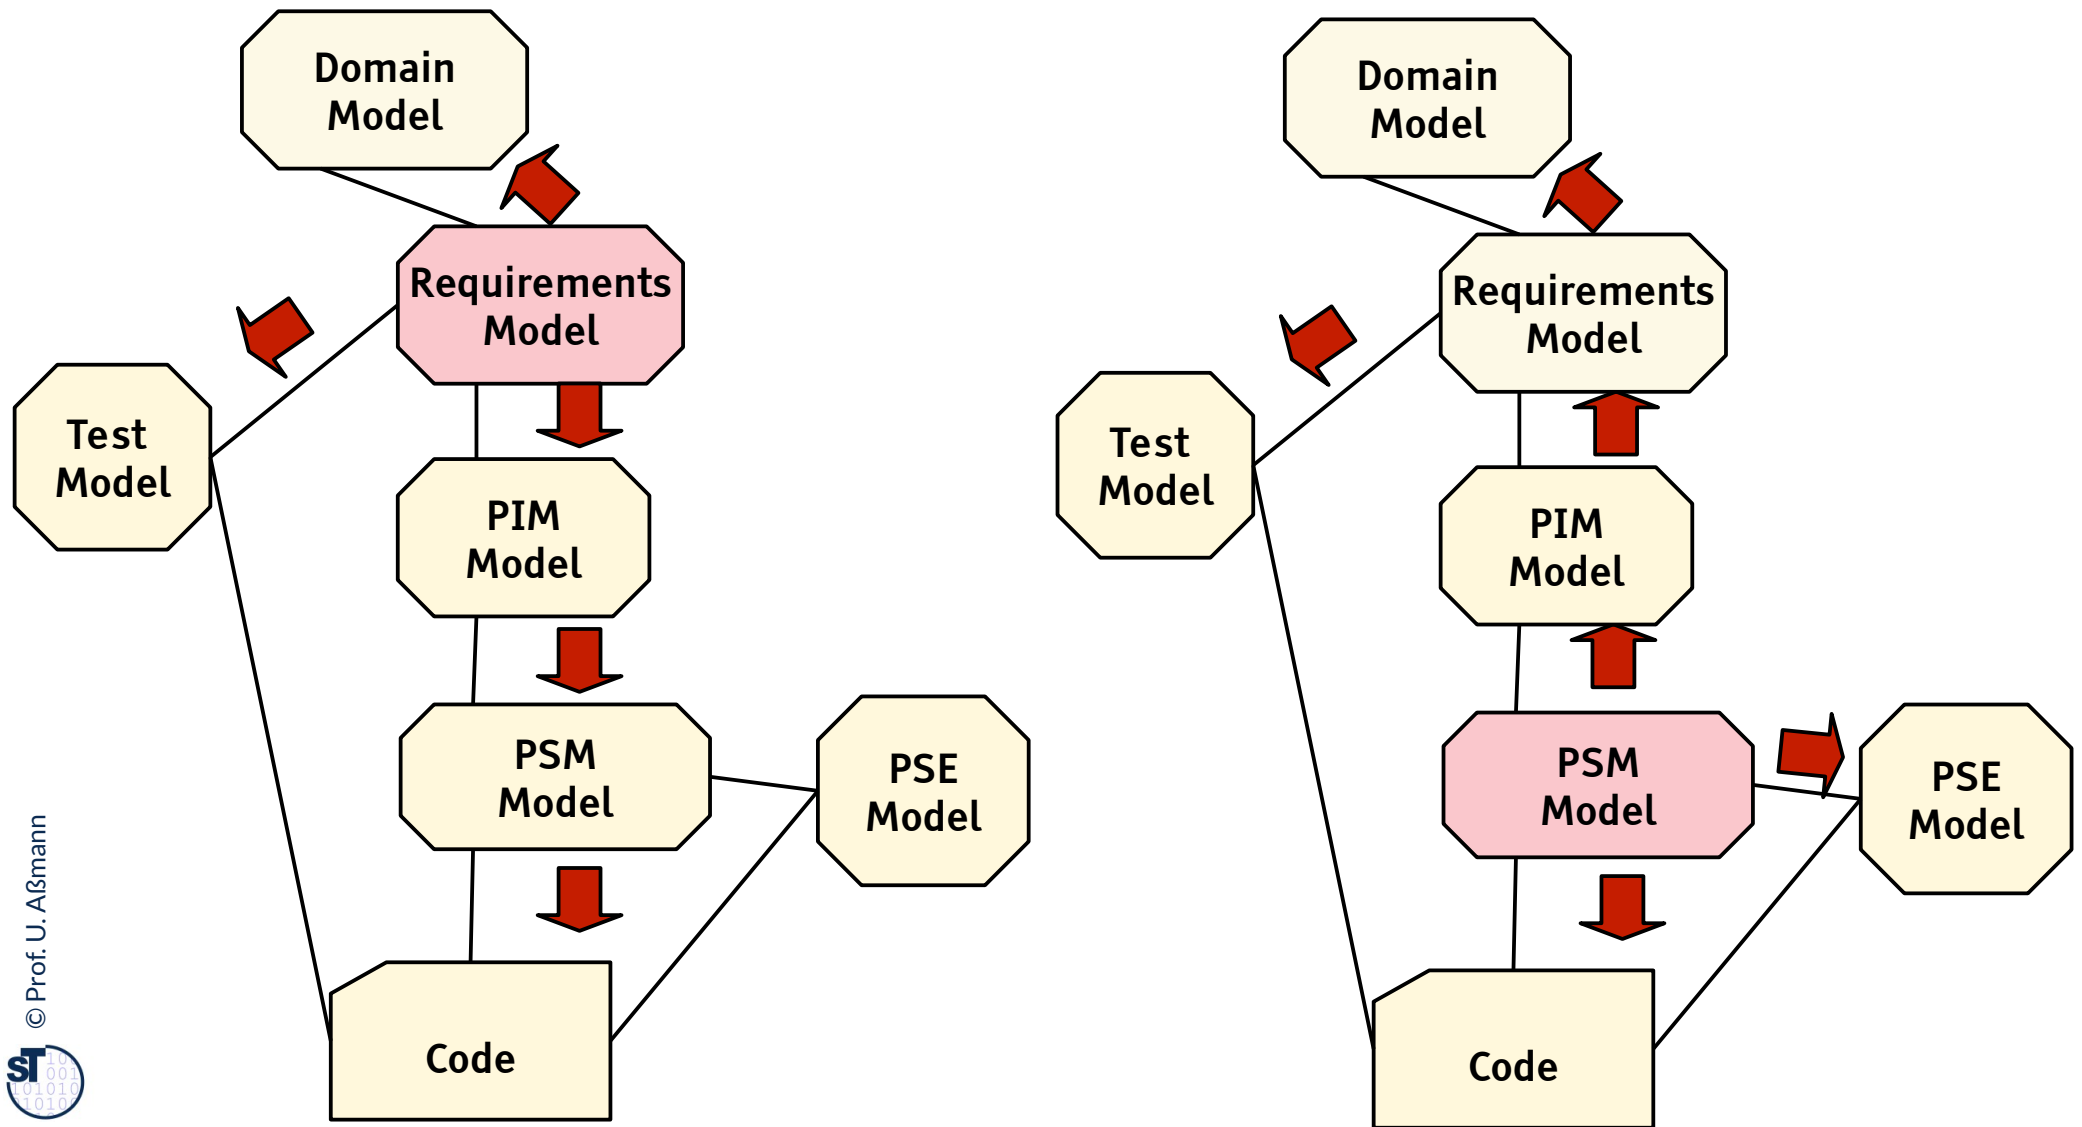 Domain
Model
Requirements
Model
Test
Model
PIM
Model
PSM
Model
PSE
Model
Code
Domain
Model
Requirements
Model
Test
Model
PIM
Model
PSM
Model
PSE
Model
Code
© Prof. U. Aßmann
ST